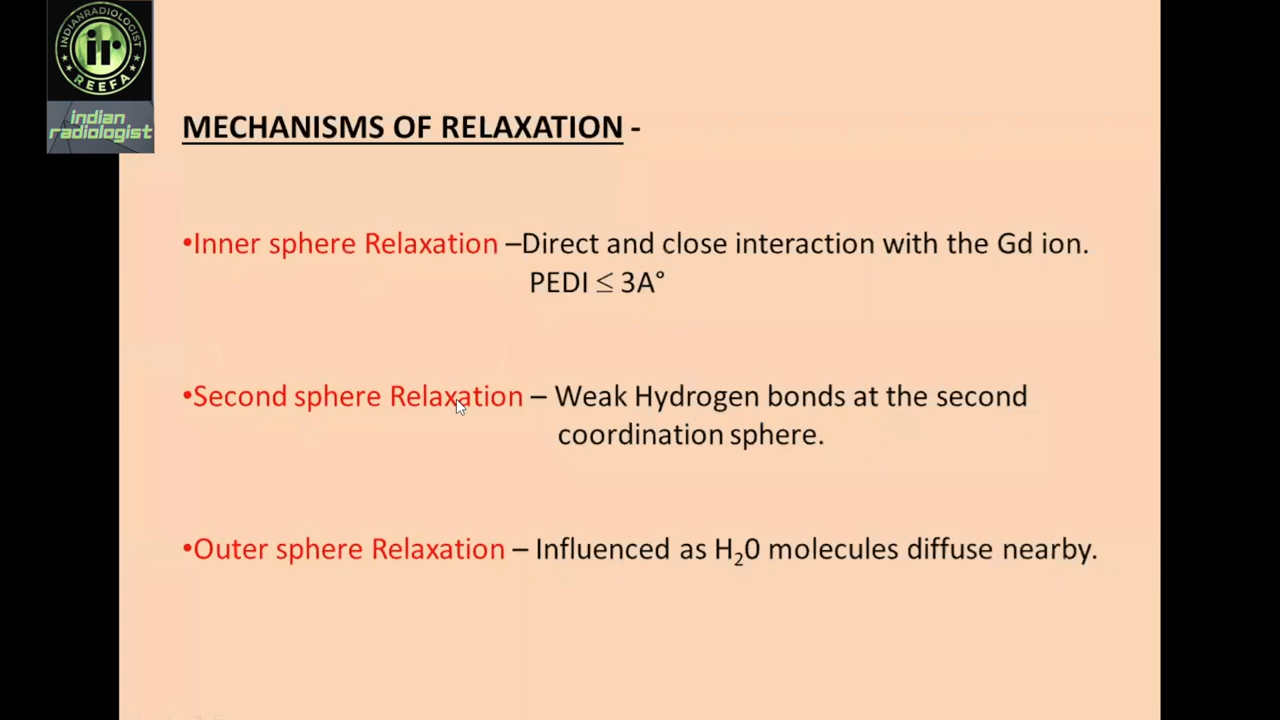 INDIANRADIOLOGIST
ir
REEFA
indian
radiologist
MECHANISMS OF RELAXATION -
•Inner sphere Relaxation –Direct and close interaction with the Gd ion.
PEDI ≤ 3A°
•Second sphere Relaxation – Weak Hydrogen bonds at the second
coordination sphere.
•Outer sphere Relaxation – Influenced as H₂0 molecules diffuse nearby.